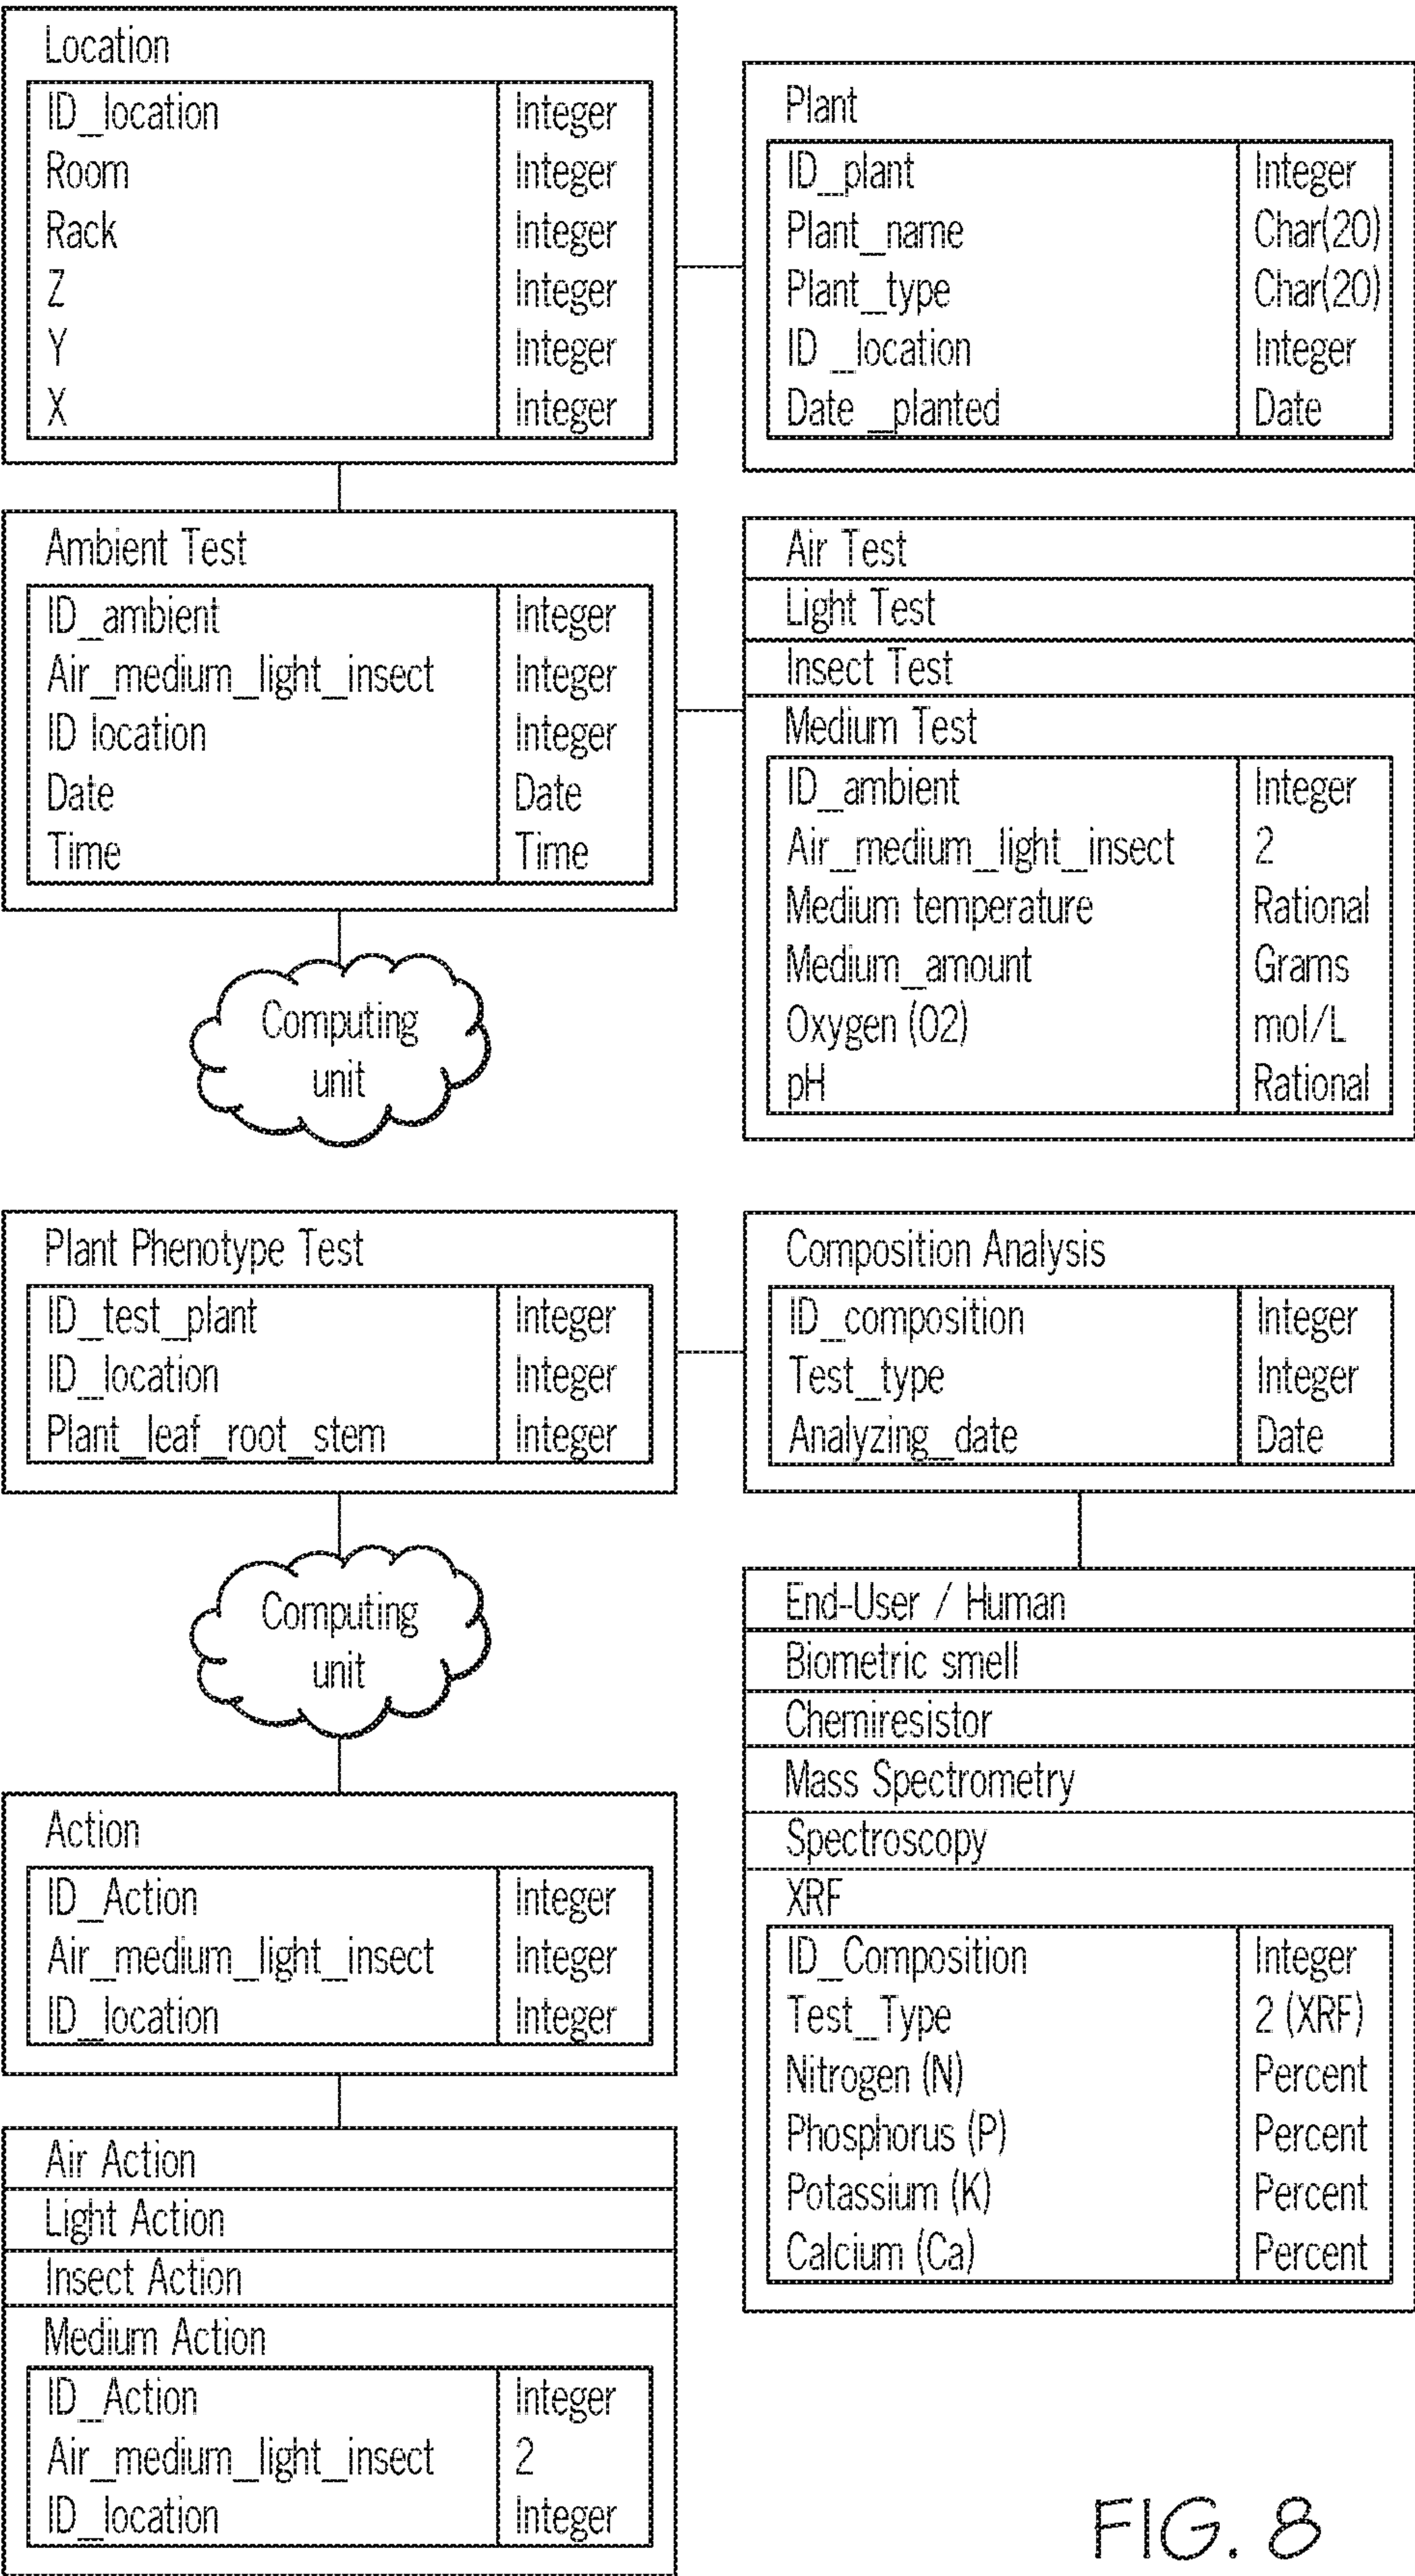 Location
ID_location Integer
Room Integer
Rack Integer
Z Integer
Y Integer
X Integer
Plant
ID_plant Integer
Plant_name Char(20)
Plant_type Char(20)
ID_location Integer
Date_planted Date
Ambient Test
ID_ambient Integer
Air_medium_light_insect Integer
ID location Integer
Date Date
Time Time
Air Test
Light Test
Insect Test
Medium Test
ID_ambient Integer
Air_medium_light_insect 2
Medium temperature Rational
Medium_amount Grams
Oxygen (O2) mol/L
pH Rational
Computing
unit
Plant Phenotype Test
ID_test_plant Integer
ID_location Integer
Plant_leaf_root_stem Integer
Composition Analysis
ID_composition Integer
Test_type Integer
Analyzing_date Date
Computing
unit
End-User / Human
Biometric smell
Chemiresistor
Mass Spectrometry
Spectroscopy
XRF
ID_Composition Integer
Test_Type 2 (XRF)
Nitrogen (N) Percent
Phosphorus (P) Percent
Potassium (K) Percent
Calcium (Ca) Percent
Action
ID_Action Integer
Air_medium_light_insect Integer
ID_location Integer
Air Action
Light Action
Insect Action
Medium Action
ID_Action Integer
Air_medium_light_insect 2
ID_location Integer
FIG. 8